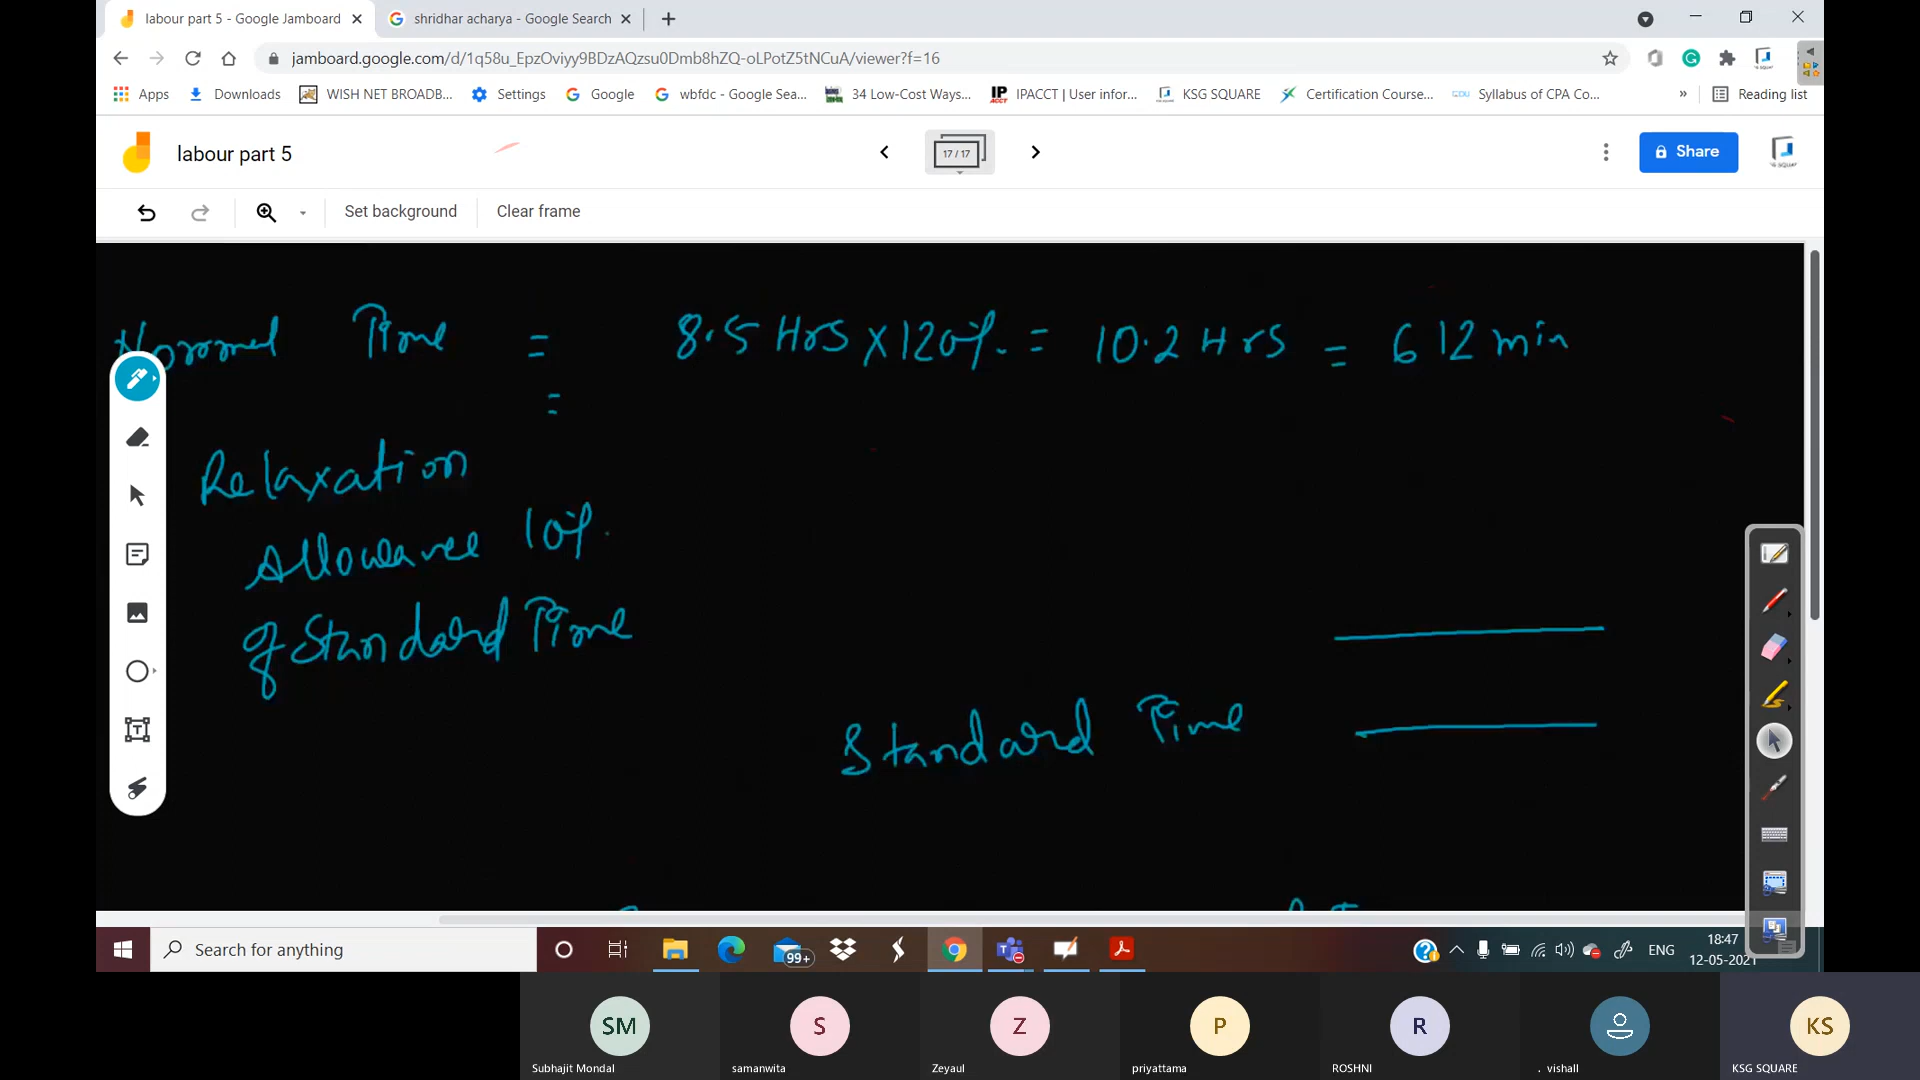 labour part 5 - Google Jamboard
shridhar acharya - Google Search
jamboard.google.com/d/1q58u_EpzOviyy9BDzAQzsu0Dmb8hZQ-oLPotZ5tNCuA/viewer?f=16
Apps Downloads WISH NET BROADB... Settings Google wbfdc - Google Sea... 34 Low-Cost Ways... IPACCT | User infor... KSG SQUARE Certification Course... Syllabus of CPA Co... » Reading list
labour part 5
17 / 17
Share
Set background Clear frame
Normal Time = 8.5 Hrs X 120%. = 10.2 Hrs = 612 min
=
Relaxation
Allowance 10%.
of Standard Time
Standard Time
Search for anything
99+
ENG
18:47
12-05-2021
SM S Z P R KS
Subhajit Mondal samanwita Zeyaul priyattama ROSHNI . vishall KSG SQUARE